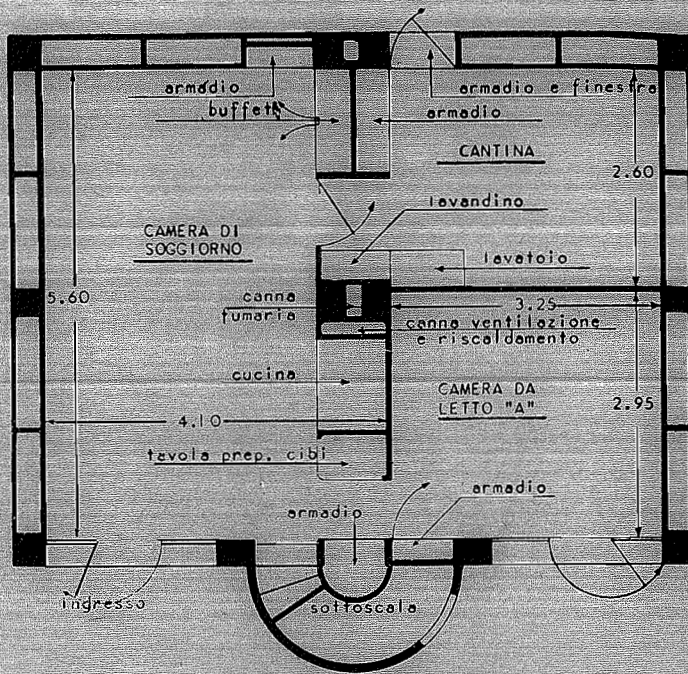 armadio
armadio e finestra
buffet
armadio
CANTINA
2.60
lavandino
CAMERA DI
SOGGIORNO
lavatoio
5.60
canna
fumaria
3.25
canna ventilazione
e riscaldamento
cucina
CAMERA DA
LETTO "A"
2.95
4.10
tavola prep. cibi
armadio
armadio
ingresso
sottoscala